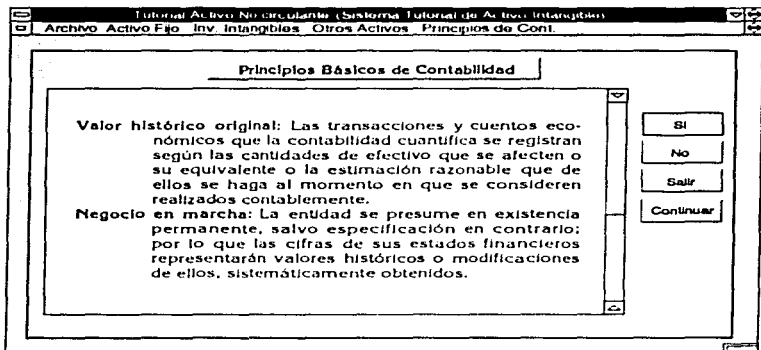 Tutorial Activo No circulante (Sistema Tutorial de Activo Intangible)
Archivo Activo Fijo Inv. Intangibles Otros Activos Principios de Cont.
Principios Básicos de Contabilidad
Valor histórico original: Las transacciones y cuentos eco-
nómicos que la contabilidad cuantifica se registran
según las cantidades de efectivo que se afecten o
su equivalente o la estimación razonable que de
ellos se haga al momento en que se consideren
realizados contablemente.
Negocio en marcha: La entidad se presume en existencia
permanente, salvo especificación en contrario;
por lo que las cifras de sus estados financieros
representarán valores históricos o modificaciones
de ellos, sistemáticamente obtenidos.
Si
No
Salir
Continuar